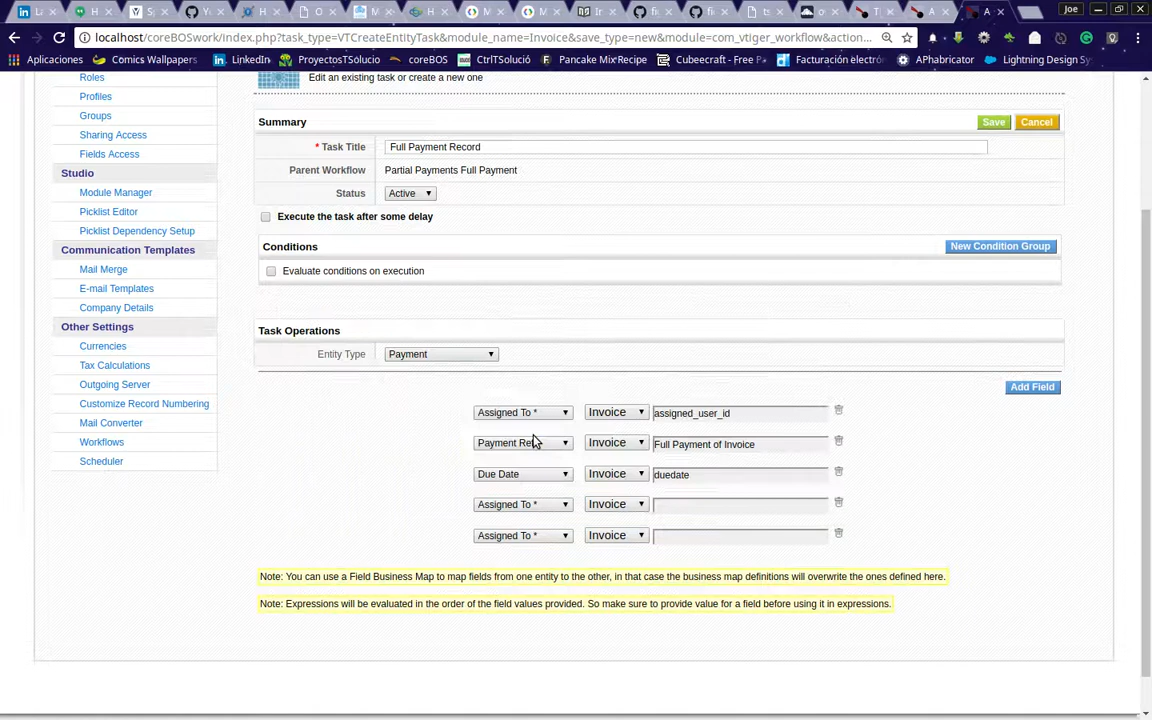 Joe
localhost/coreBOSwork/index.php?task_type=VTCreateEntityTask&module_name=Invoice&save_type=new&module=com_vtiger_workflow&action...
Aplicaciones Cómics Wallpapers LinkedIn ProyectosTSolucio coreBOS CtrlTSolució Pancake MixRecipe Cubeecraft - Free Pa Facturación electró APhabricator Lightning Design Sy
Roles
Edit an existing task or create a new one
Profiles
Groups
Summary
Save Cancel
Sharing Access
* Task Title Full Payment Record
Fields Access
Parent Workflow Partial Payments Full Payment
Studio
Module Manager
Status Active
Picklist Editor
Execute the task after some delay
Picklist Dependency Setup
Communication Templates
Conditions New Condition Group
Mail Merge
Evaluate conditions on execution
E-mail Templates
Company Details
Other Settings
Task Operations
Currencies
Entity Type Payment
Tax Calculations
Outgoing Server
Add Field
Customize Record Numbering
Assigned To * Invoice assigned_user_id
Mail Converter
Workflows
Payment Ref Invoice Full Payment of Invoice
Scheduler
Due Date Invoice duedate
Assigned To * Invoice
Assigned To * Invoice
Note: You can use a Field Business Map to map fields from one entity to the other, in that case the business map definitions will overwrite the ones defined here.
Note: Expressions will be evaluated in the order of the field values provided. So make sure to provide value for a field before using it in expressions.